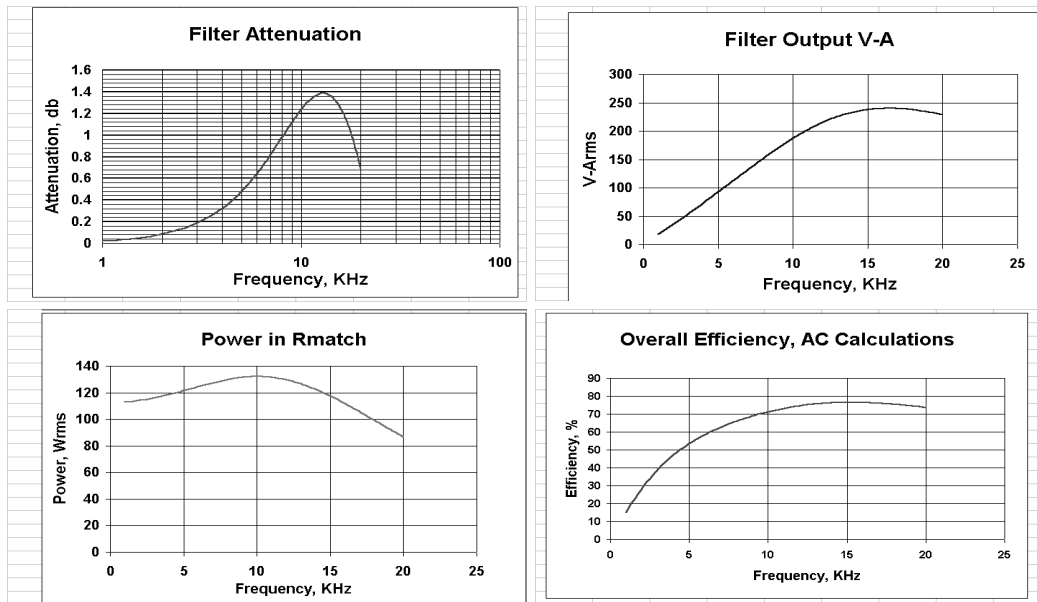 Filter Attenuation
Attenuation, db
1.6
1.4
1.2
1
0.8
0.6
0.4
0.2
0
1 10 100
Frequency, KHz
Filter Output V-A
V-Arms
300
250
200
150
100
50
0
0 5 10 15 20 25
Frequency, KHz
Power in Rmatch
Power, Wrms
140
120
100
80
60
40
20
0
0 5 10 15 20 25
Frequency, KHz
Overall Efficiency, AC Calculations
Efficiency, %
90
80
70
60
50
40
30
20
10
0
0 5 10 15 20 25
Frequency, KHz